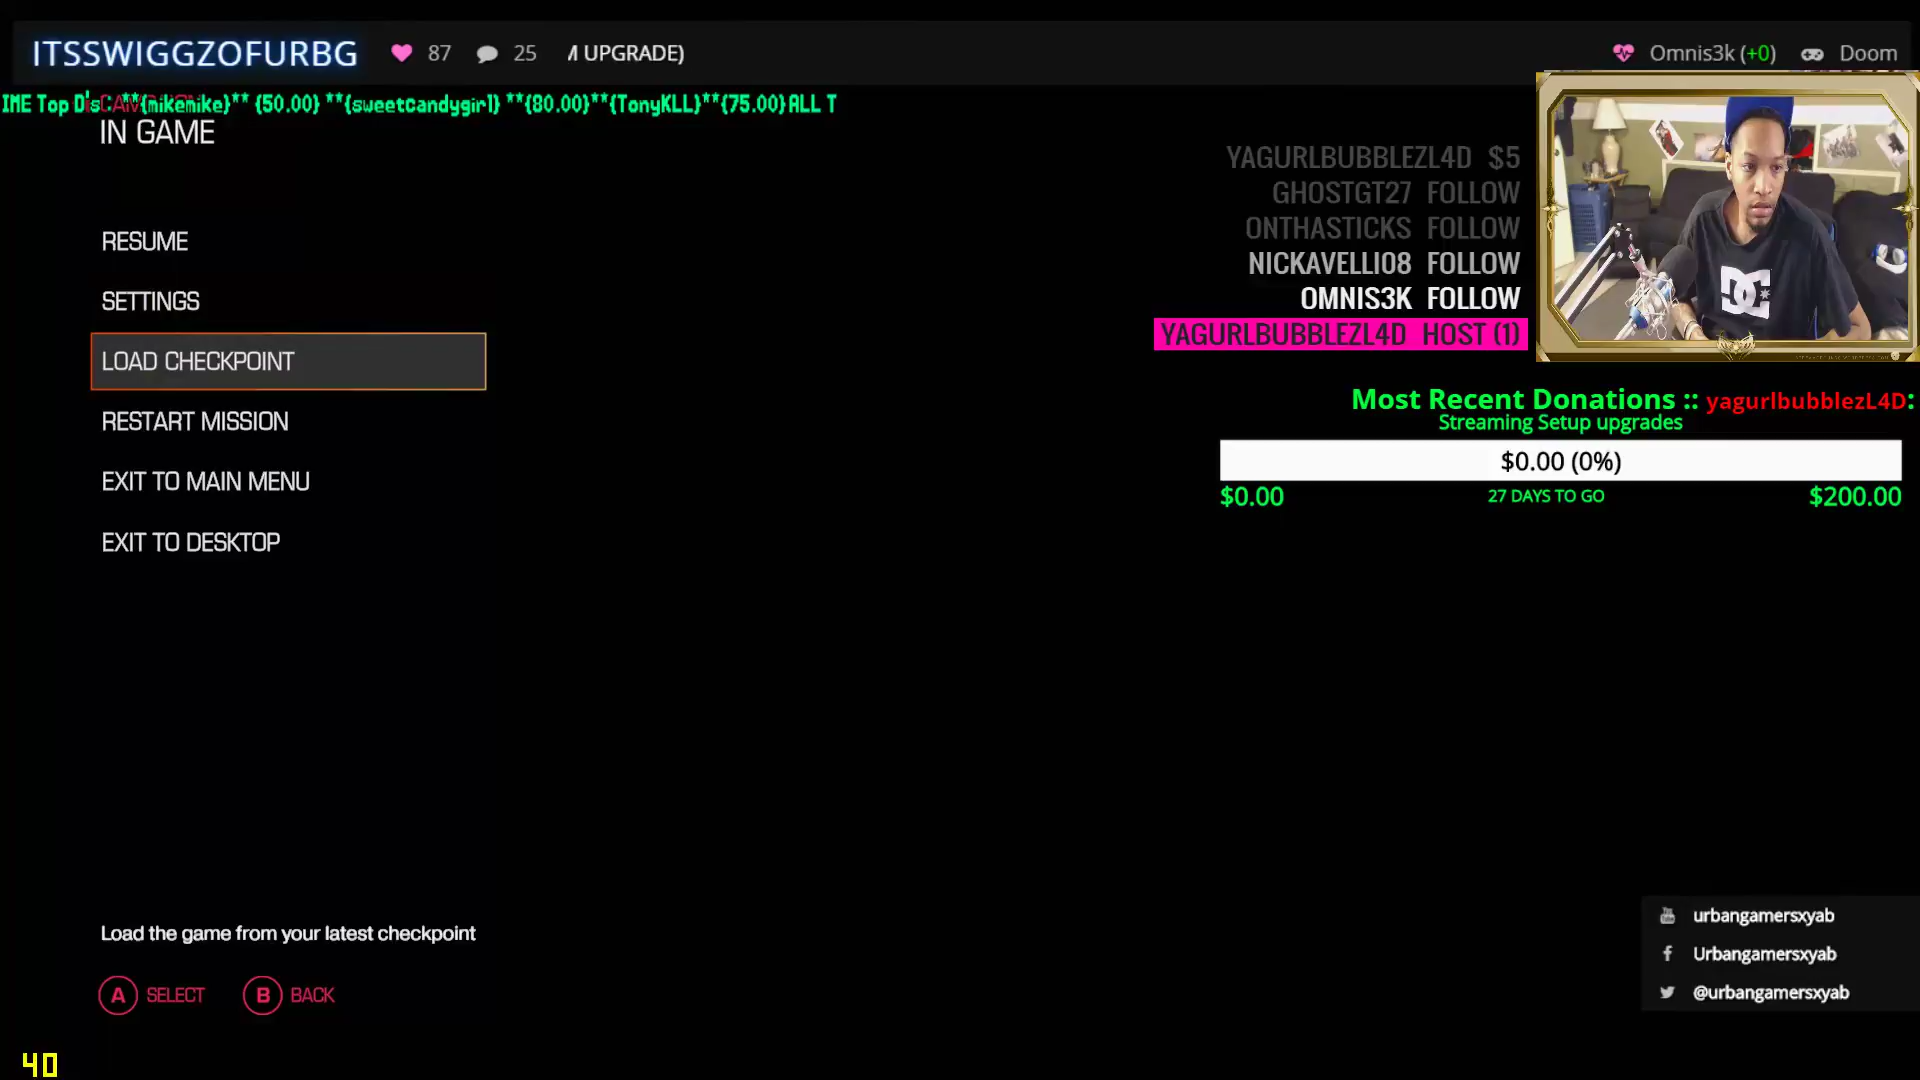 ITSSWIGGZOFURBG 87 25 UPGRADE) Omnis3k (+0) Doom
IME Top D's : **{mikemike}** {50.00} **{sweetCandygirl} **{80.00}**{TonyKLL}**{75.00}ALL T
IN GAME
YAGURLBUBBLEZL4D $5
GHOSTGT27 FOLLOW
ONTHASTICKS FOLLOW
NICKAVELLI08 FOLLOW
OMNIS3K FOLLOW
YAGURLBUBBLEZL4D HOST (1)
RESUME
SETTINGS
LOAD CHECKPOINT
RESTART MISSION
EXIT TO MAIN MENU
EXIT TO DESKTOP
DC
Most Recent Donations :: yagurlbubblezL4D:
Streaming Setup upgrades
$0.00 (0%)
$0.00 27 DAYS TO GO $200.00
Load the game from your latest checkpoint
A SELECT B BACK
urbangamersxyab
Urbangamersxyab
@urbangamersxyab
40